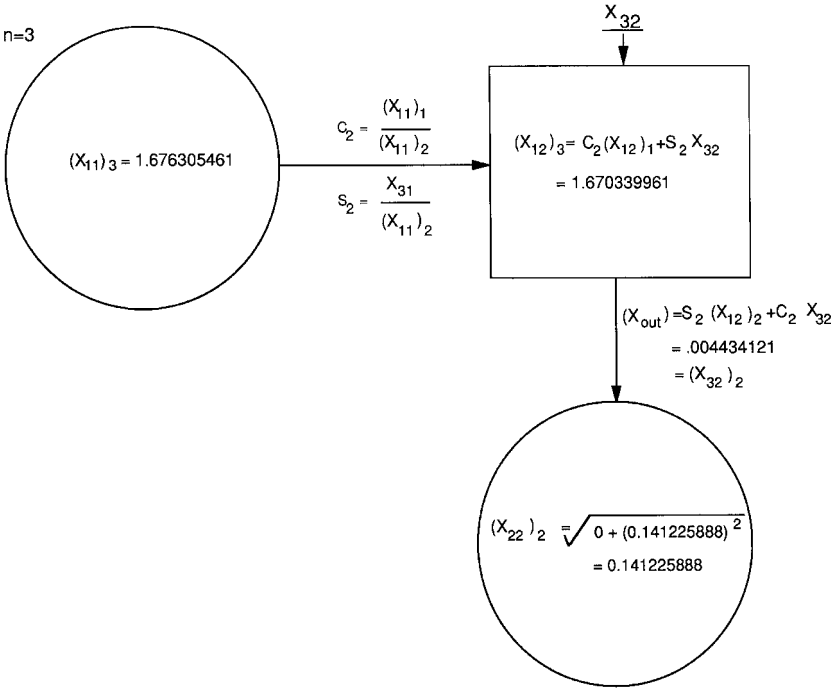 n=3
X₃₂
(X₁₁)₃ = 1.676305461
C₂ = (X₁₁)₁ / (X₁₁)₂
S₂ = X₃₁ / (X₁₁)₂
(X₁₂)₃= C₂(X₁₂)₁+S₂ X₃₂
= 1.670339961
(X_out)=S₂ (X₁₂)₂+C₂ X₃₂
= .004434121
= (X₃₂)₂
(X₂₂)₂ = √(0 + (0.141225888)²)
= 0.141225888